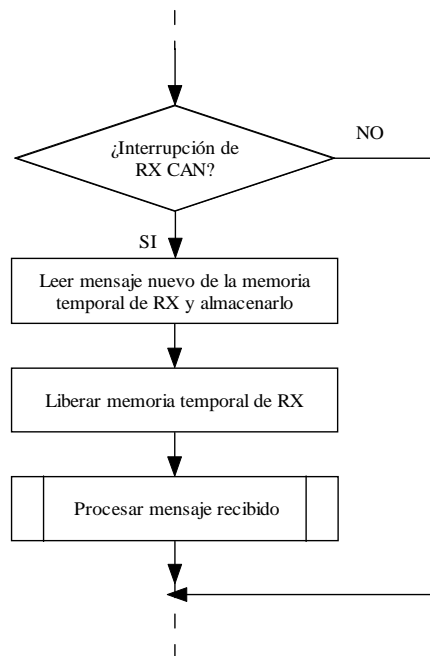 ¿Interrupción de
RX CAN?
NO
SI
Leer mensaje nuevo de la memoria
temporal de RX y almacenarlo
Liberar memoria temporal de RX
Procesar mensaje recibido